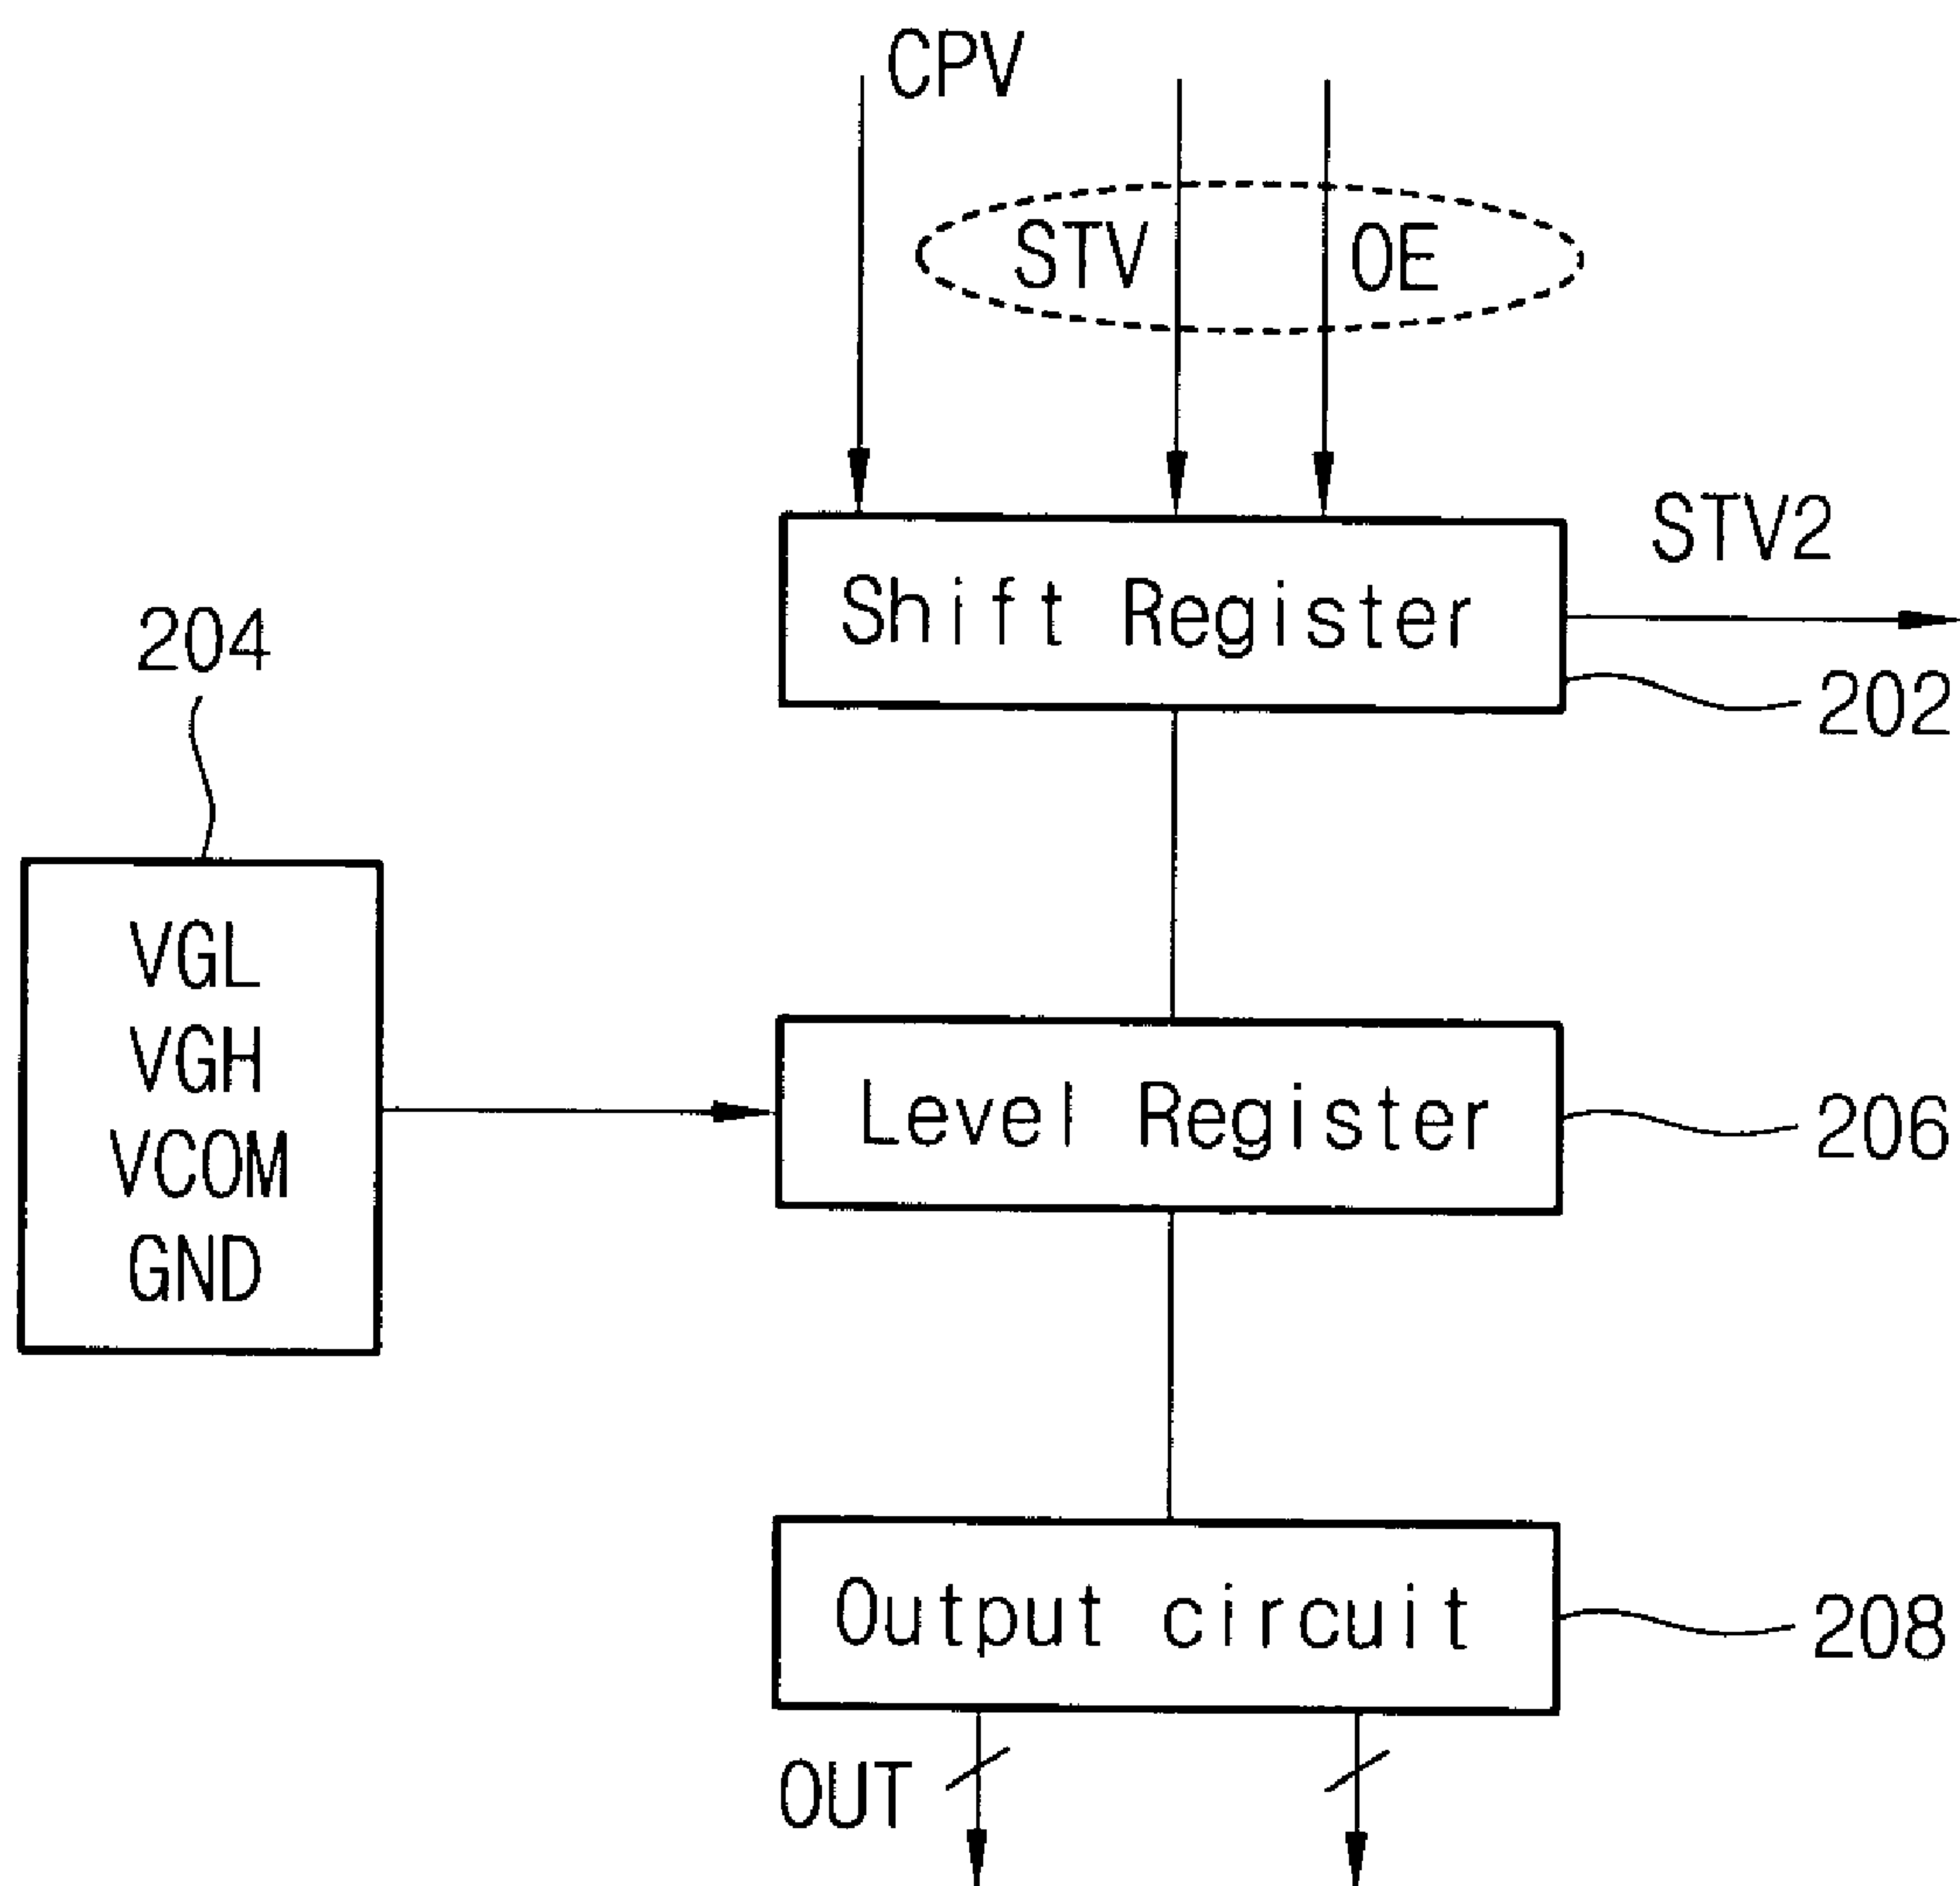 CPV
STV OE
STV2
Shift Register
204
202
VGL
VGH
VCOM
GND
Level Register
206
Output circuit
208
OUT